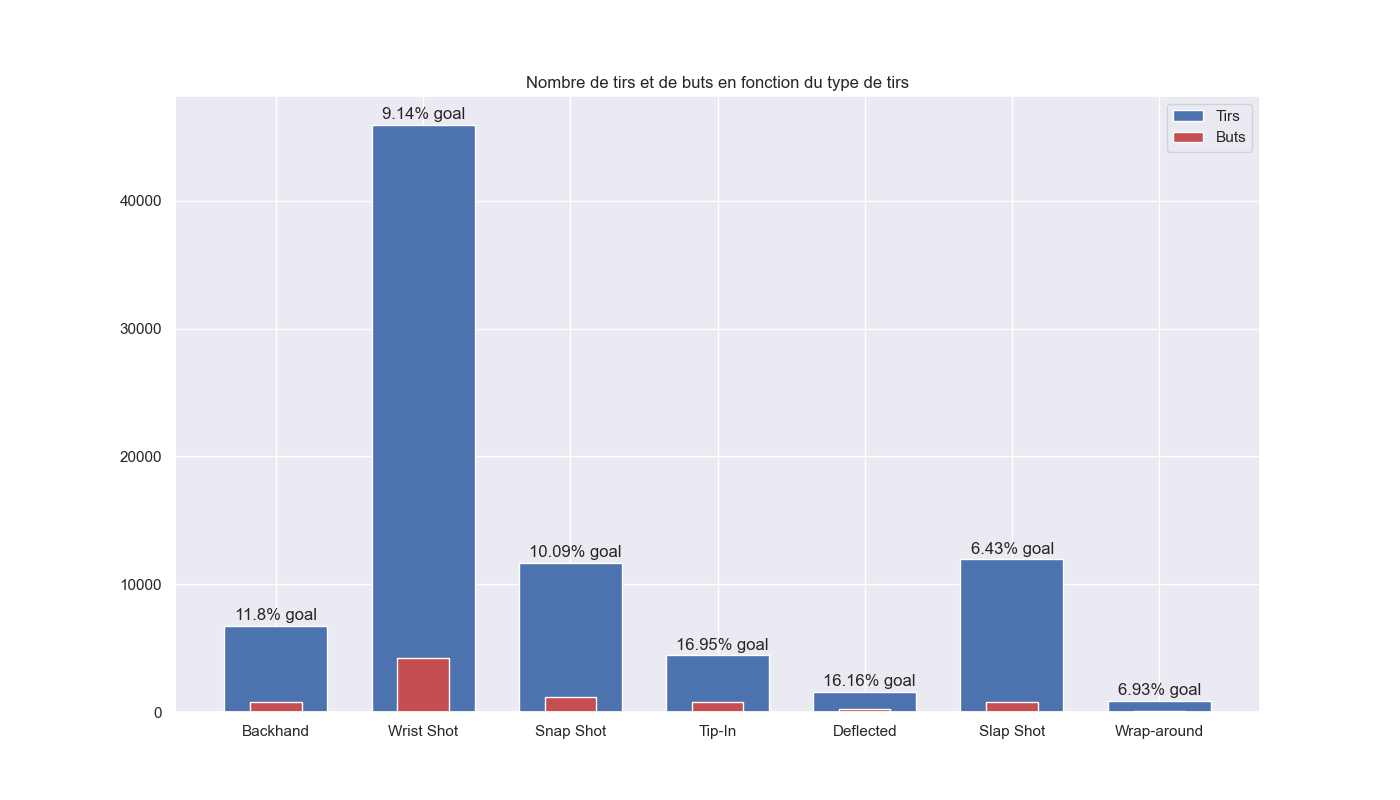 Nombre de tirs et de buts en fonction du type de tirs
9.14% goal
Tirs
Buts
40000
30000
20000
6.43% goal
10.09% goal
10000
11.8% goal
16.95% goal
16.16% goal
6.93% goal
0
Backhand Wrist Shot Snap Shot Tip-In Deflected Slap Shot Wrap-around